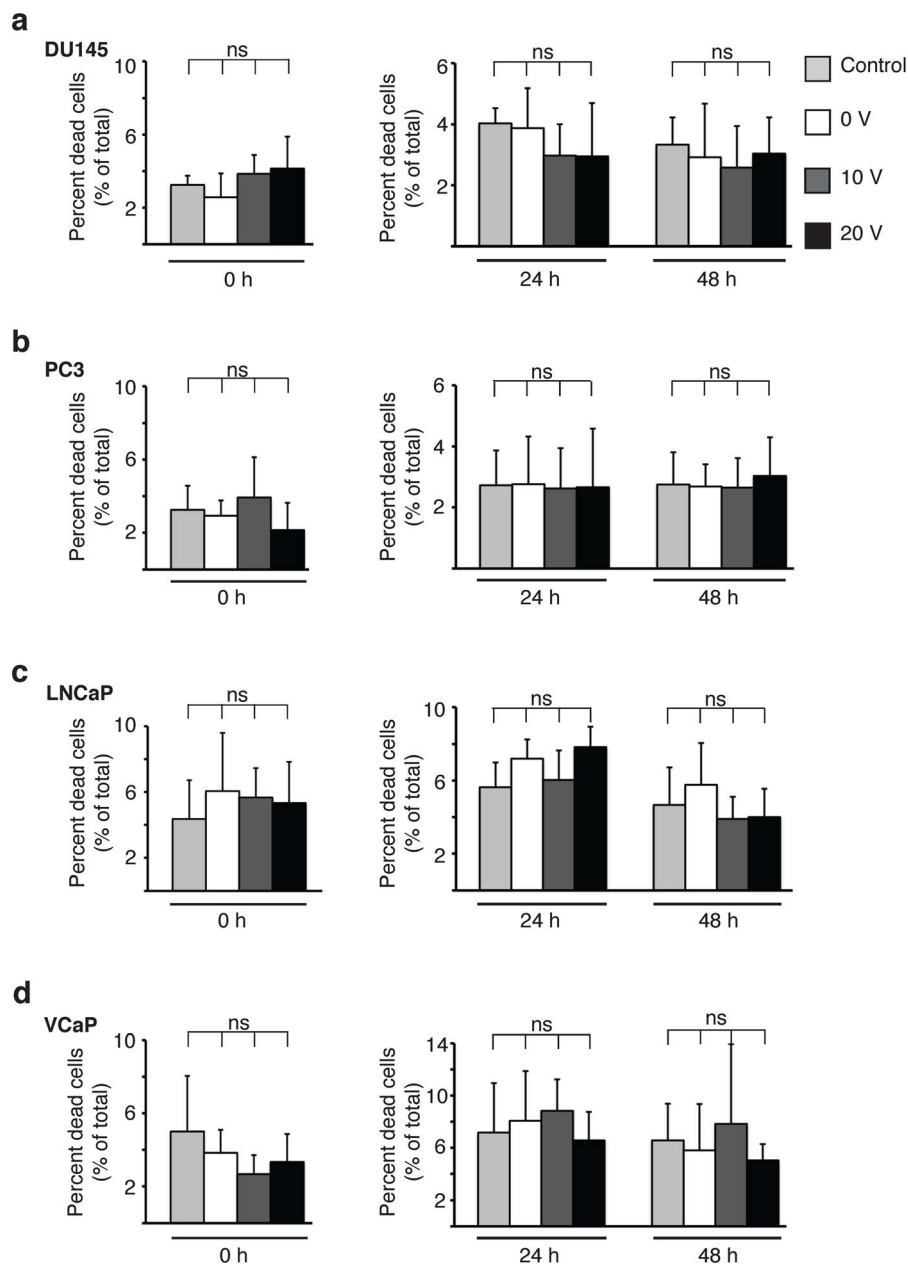 a
DU145
ns
ns
ns
Percent dead cells
(% of total)
10
6
2
0 h
Percent dead cells
(% of total)
6
4
2
24 h
48 h
Control
0 V
10 V
20 V
b
PC3
ns
ns
ns
Percent dead cells
(% of total)
10
6
2
0 h
Percent dead cells
(% of total)
6
4
2
24 h
48 h
c
LNCaP
ns
ns
ns
Percent dead cells
(% of total)
10
6
2
0 h
Percent dead cells
(% of total)
10
6
2
24 h
48 h
d
VCaP
ns
ns
ns
Percent dead cells
(% of total)
10
6
2
0 h
Percent dead cells
(% of total)
14
10
6
2
24 h
48 h